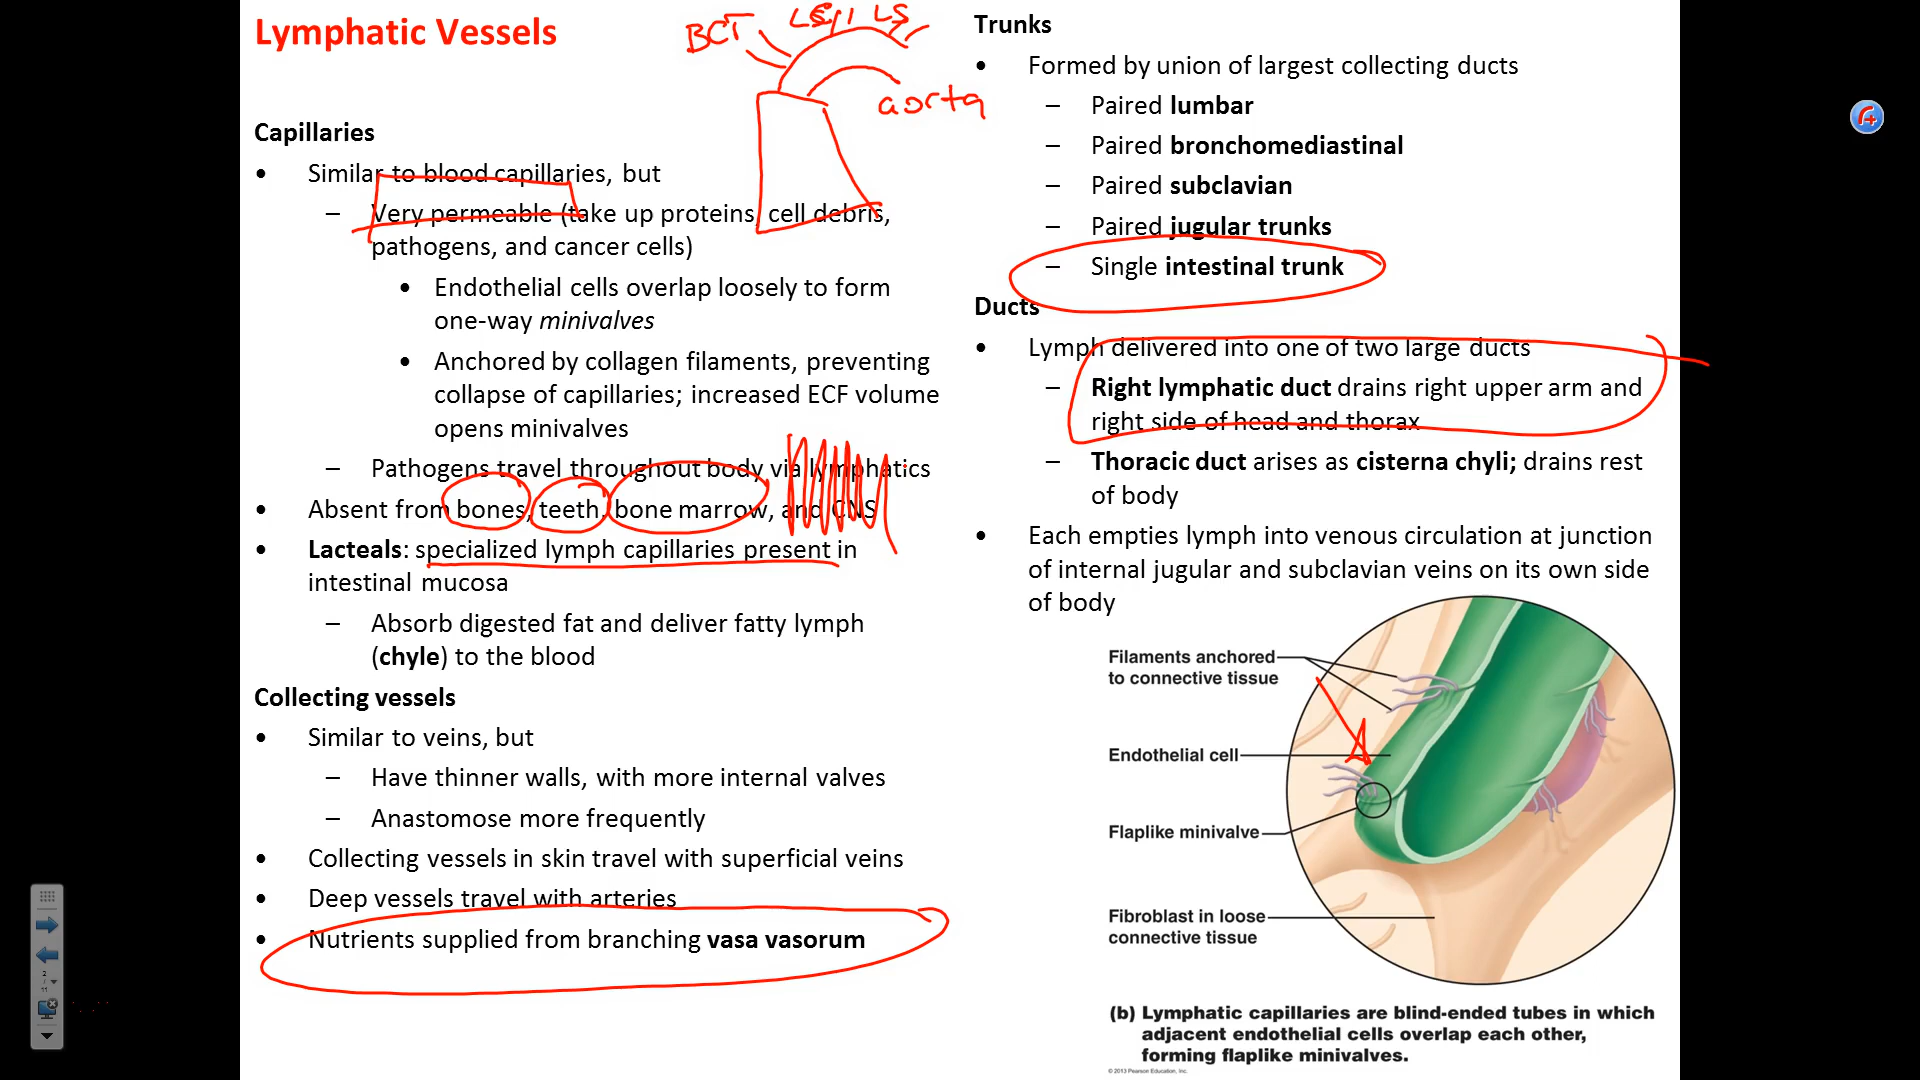 Lymphatic Vessels
BCT
aorta
Capillaries
• Similar to blood capillaries, but
– Very permeable (take up proteins, cell debris,
pathogens, and cancer cells)
• Endothelial cells overlap loosely to form
one-way minivalves
• Anchored by collagen filaments, preventing
collapse of capillaries; increased ECF volume
opens minivalves
– Pathogens travel throughout body via lymphatics
• Absent from bones, teeth, bone marrow, and CNS
• Lacteals: specialized lymph capillaries present in
intestinal mucosa
– Absorb digested fat and deliver fatty lymph
(chyle) to the blood
Collecting vessels
• Similar to veins, but
– Have thinner walls, with more internal valves
– Anastomose more frequently
• Collecting vessels in skin travel with superficial veins
• Deep vessels travel with arteries
• Nutrients supplied from branching vasa vasorum
Trunks
• Formed by union of largest collecting ducts
– Paired lumbar
– Paired bronchomediastinal
– Paired subclavian
– Paired jugular trunks
– Single intestinal trunk
Ducts
• Lymph delivered into one of two large ducts
– Right lymphatic duct drains right upper arm and
right side of head and thorax
– Thoracic duct arises as cisterna chyli; drains rest
of body
• Each empties lymph into venous circulation at junction
of internal jugular and subclavian veins on its own side
of body
Filaments anchored
to connective tissue
Endothelial cell
Flaplike minivalve
Fibroblast in loose
connective tissue
(b) Lymphatic capillaries are blind-ended tubes in which
adjacent endothelial cells overlap each other,
forming flaplike minivalves.
© 2013 Pearson Education, Inc.
2
/
11